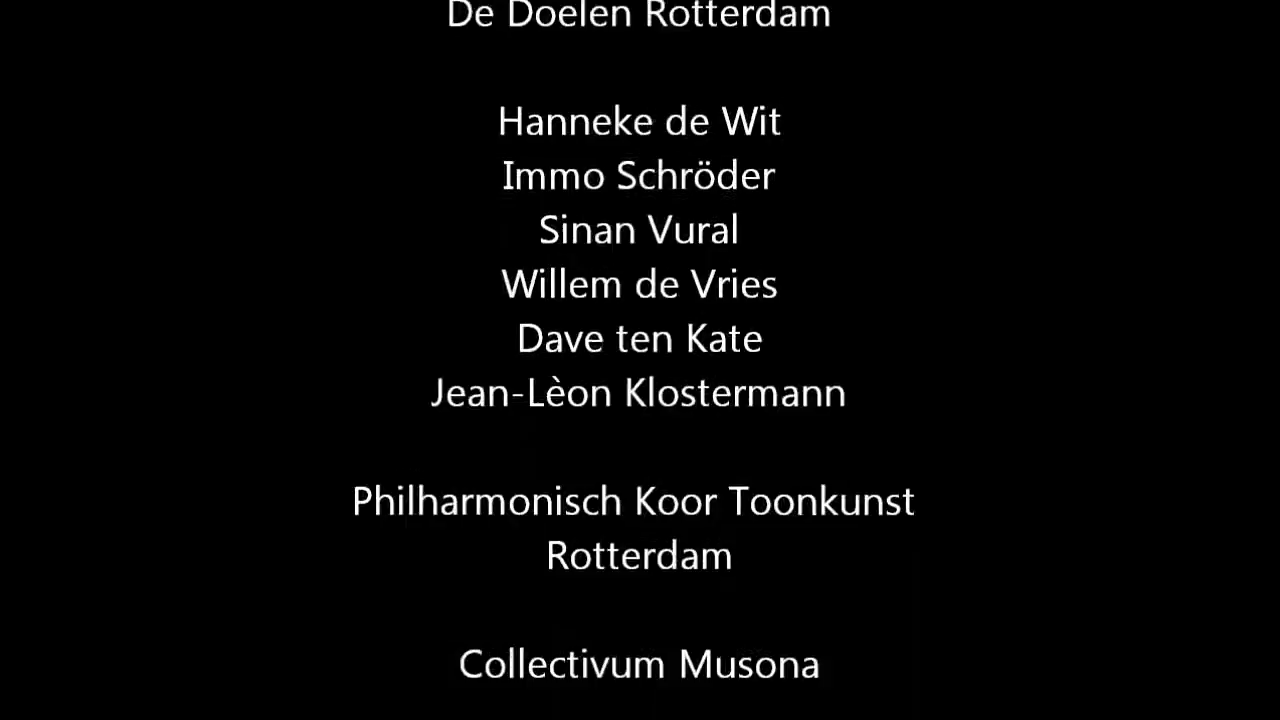 De Doelen Rotterdam
Hanneke de Wit
Immo Schröder
Sinan Vural
Willem de Vries
Dave ten Kate
Jean-Lèon Klostermann
Philharmonisch Koor Toonkunst
Rotterdam
Collectivum Musona